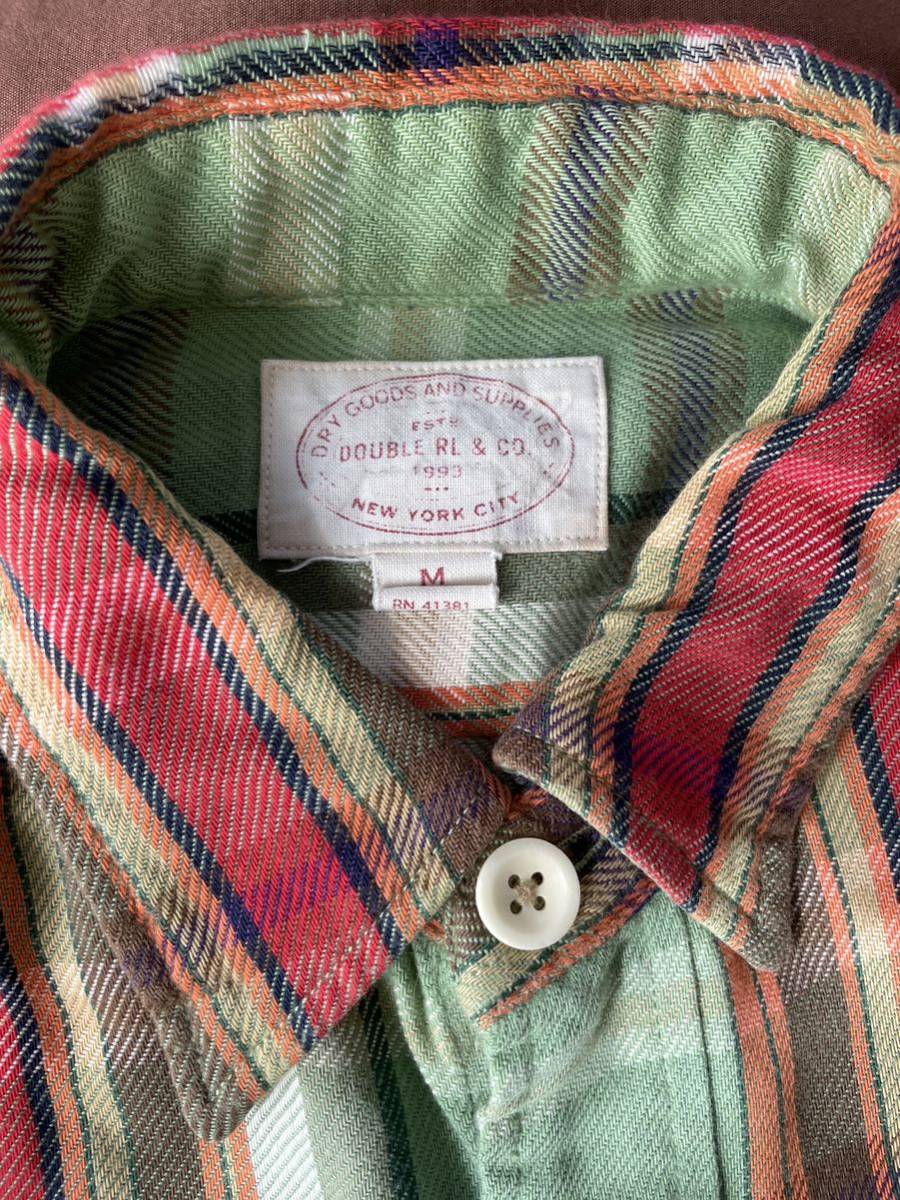 DRY GOODS AND SUPPLIES
ESTD
DOUBLE RL & CO.
1993
NEW YORK CITY
M
RN 41381